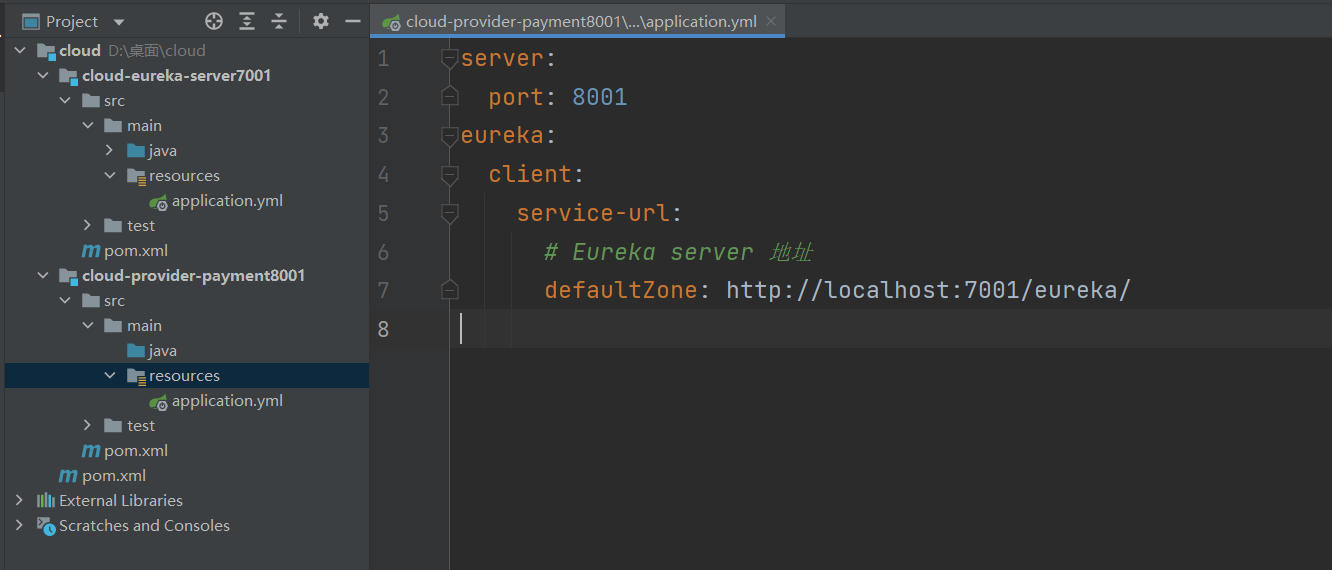 Project
cloud D:\桌面\cloud
cloud-eureka-server7001
src
main
java
resources
application.yml
test
pom.xml
cloud-provider-payment8001
src
main
java
resources
application.yml
test
pom.xml
pom.xml
External Libraries
Scratches and Consoles
cloud-provider-payment8001\...\application.yml
1 server:
2   port: 8001
3 eureka:
4   client:
5     service-url:
6       # Eureka server 地址
7       defaultZone: http://localhost:7001/eureka/
8